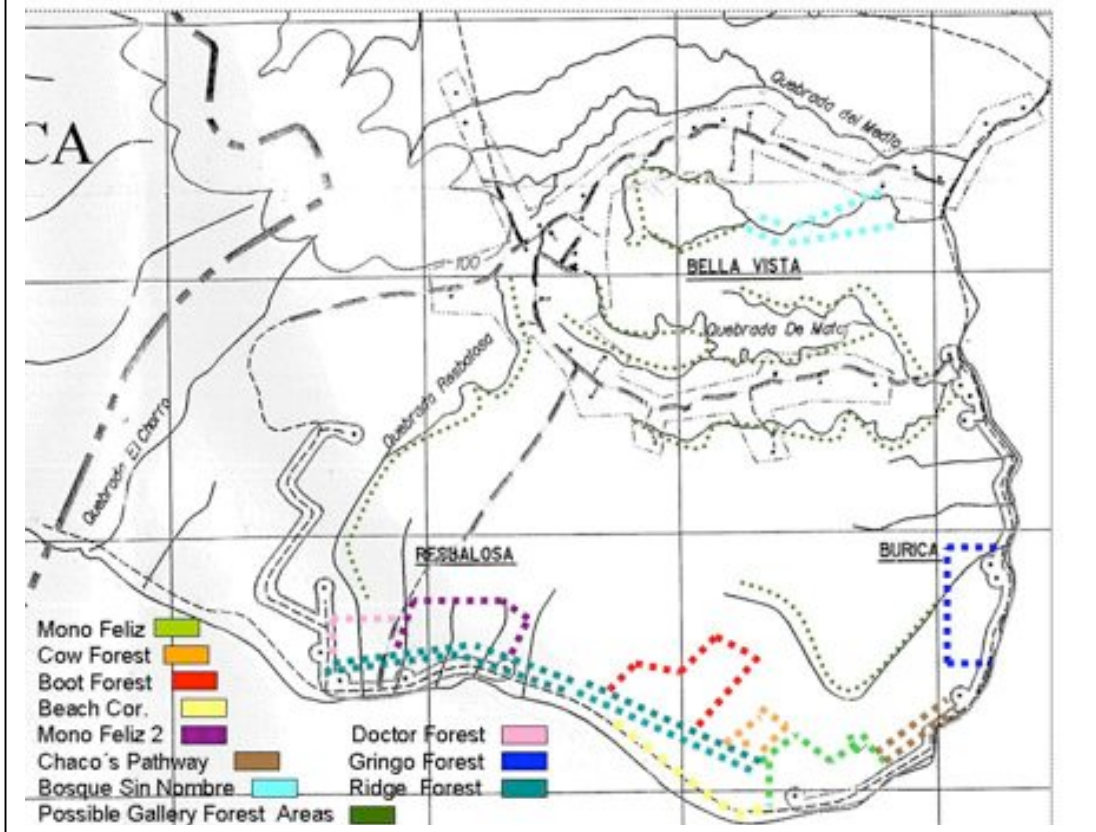 CA
Quebrada del Medio
100
BELLA VISTA
Quebrada De Mato
Quebrada Resbalosa
Quebrada El Chorro
RESBALOSA
BURICA
Mono Feliz
Cow Forest
Boot Forest
Beach Cor.
Mono Feliz 2
Doctor Forest
Chaco´s Pathway
Gringo Forest
Bosque Sin Nombre
Ridge Forest
Possible Gallery Forest Areas